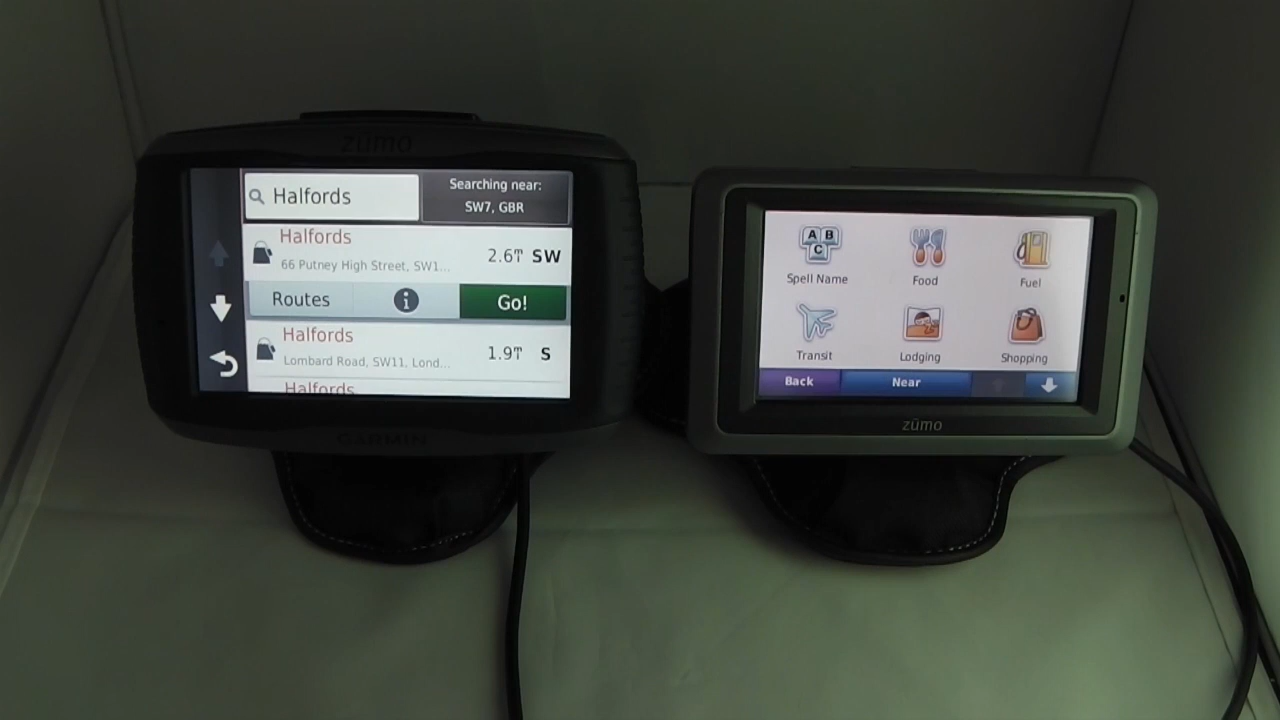 zūmo
Halfords
Searching near:
SW7, GBR
Halfords
66 Putney High Street, SW1...
2.6
SW
Routes
i
Go!
Halfords
Lombard Road, SW11, Lond...
1.9
S
Halfords
GARMIN
A B
C
Spell Name
Food
Fuel
Transit
Lodging
Shopping
Back
Near
zūmo